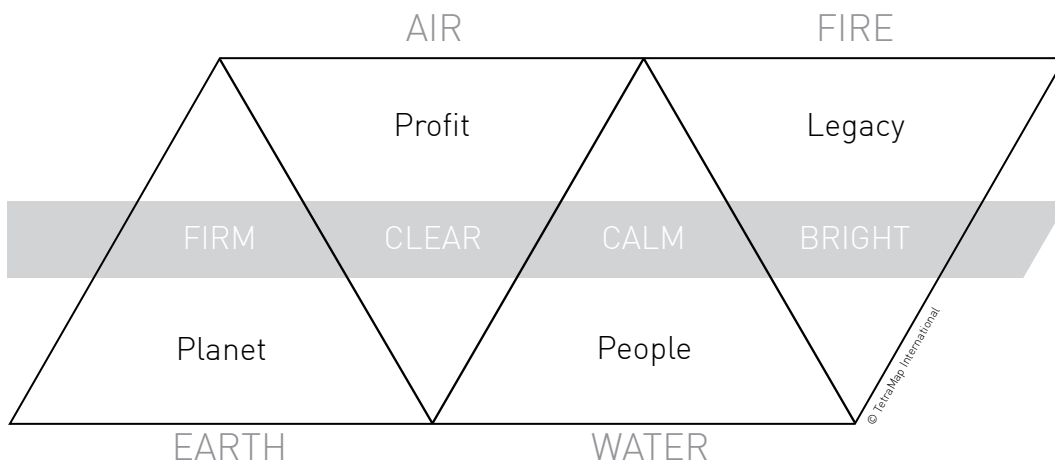 AIR FIRE
Profit Legacy
FIRM CLEAR CALM BRIGHT
Planet People
© TetraMap International
EARTH WATER